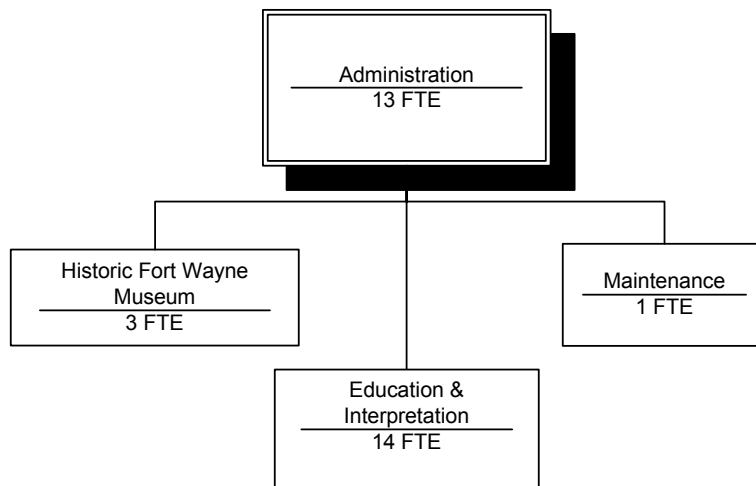 Administration
13 FTE
Historic Fort Wayne
Museum
3 FTE
Maintenance
1 FTE
Education &
Interpretation
14 FTE